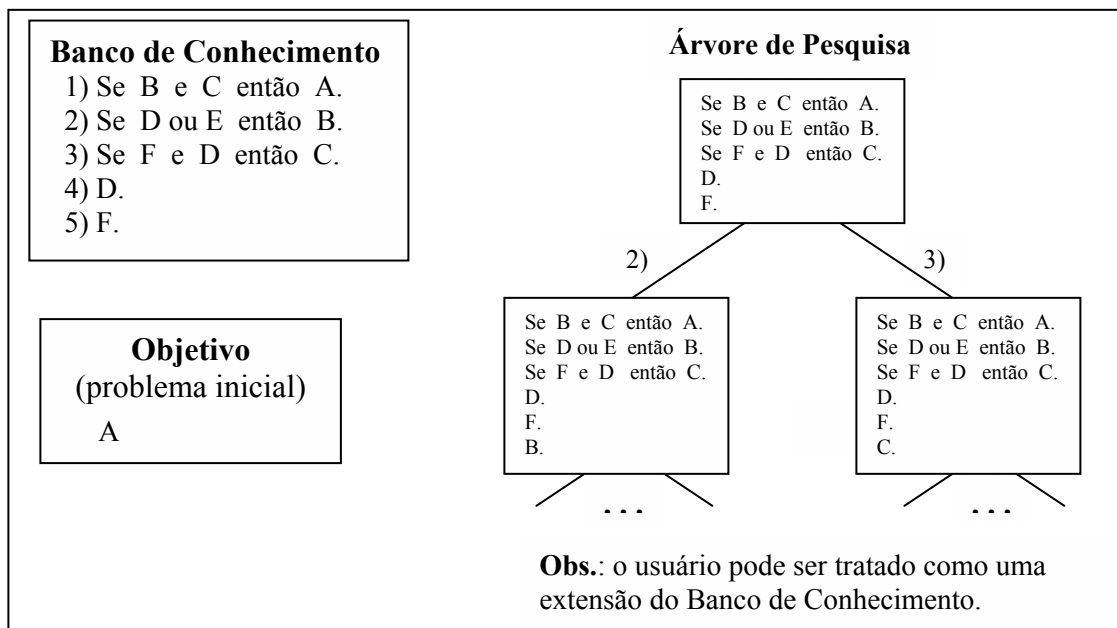 Banco de Conhecimento
1) Se B e C então A.
2) Se D ou E então B.
3) Se F e D então C.
4) D.
5) F.
Objetivo
(problema inicial)
A
Árvore de Pesquisa
Se B e C então A.
Se D ou E então B.
Se F e D então C.
D.
F.
2)
3)
Se B e C então A.
Se D ou E então B.
Se F e D então C.
D.
F.
B.
Se B e C então A.
Se D ou E então B.
Se F e D então C.
D.
F.
C.
. . .
. . .
Obs.: o usuário pode ser tratado como uma
extensão do Banco de Conhecimento.